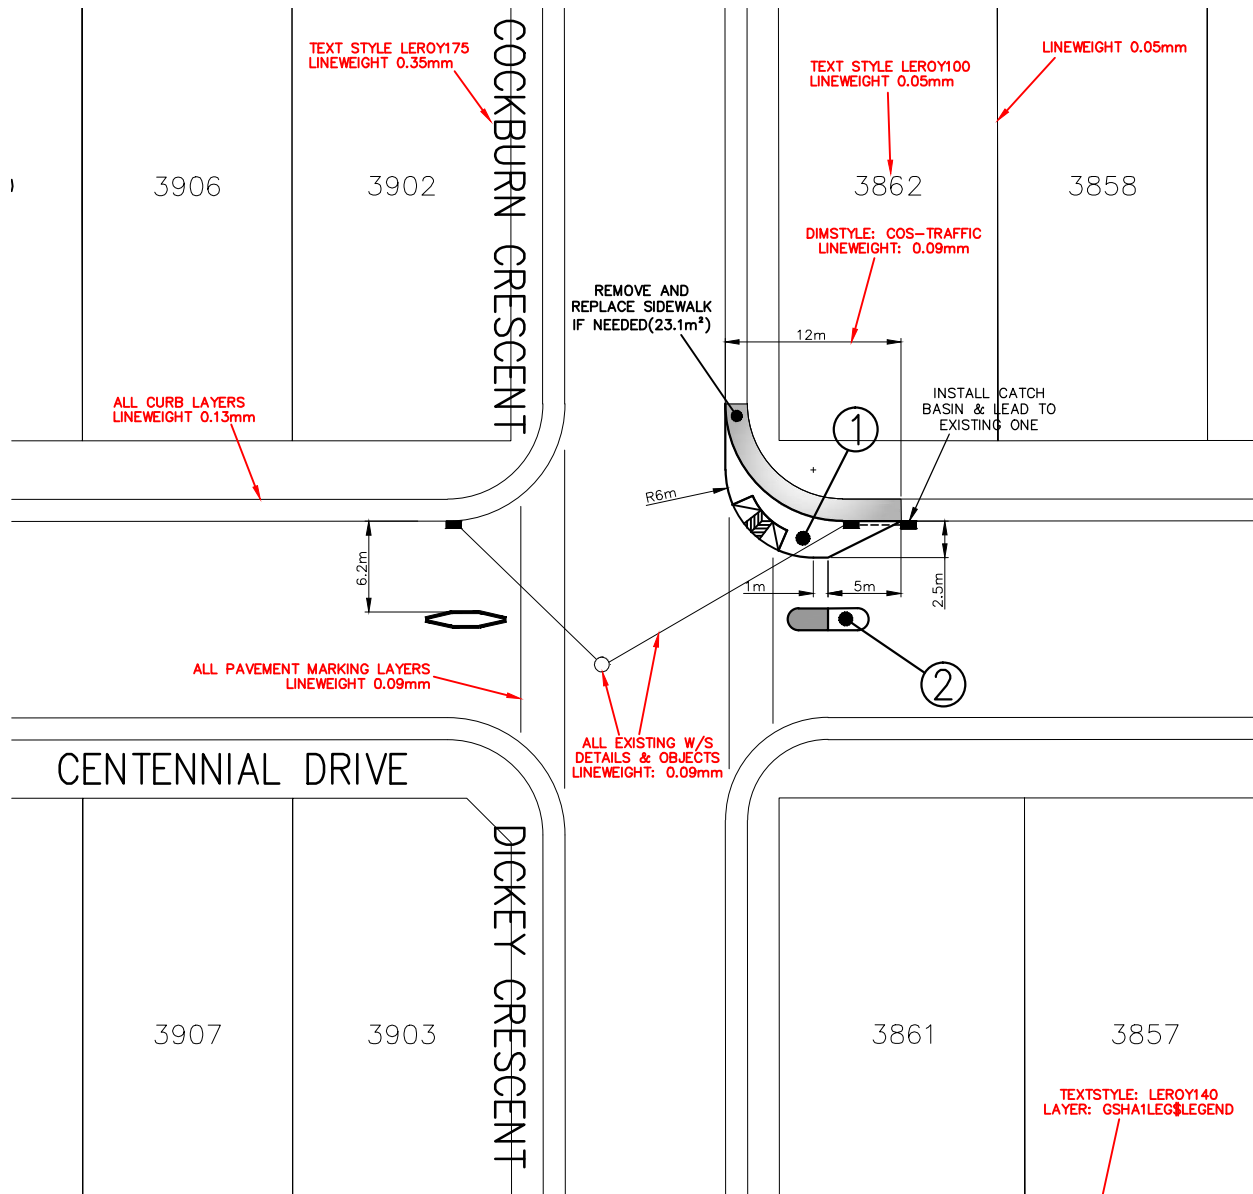 COCKBURN CRESCENT
TEXT STYLE LEROY175
LINEWEIGHT 0.35mm
TEXT STYLE LEROY100
LINEWEIGHT 0.05mm
LINEWEIGHT 0.05mm
3906
3902
3862
3858
DIMSTYLE: COS-TRAFFIC
LINEWEIGHT: 0.09mm
REMOVE AND
REPLACE SIDEWALK
IF NEEDED(23.1m²)
12m
ALL CURB LAYERS
LINEWEIGHT 0.13mm
INSTALL CATCH
BASIN & LEAD TO
EXISTING ONE
1
R6m
6.2m
1m
5m
2.5m
ALL PAVEMENT MARKING LAYERS
LINEWEIGHT 0.09mm
2
ALL EXISTING W/S
DETAILS & OBJECTS
LINEWEIGHT: 0.09mm
CENTENNIAL DRIVE
DICKEY CRESCENT
3907
3903
3861
3857
TEXTSTYLE: LEROY140
LAYER: GSHA1LEG$LEGEND